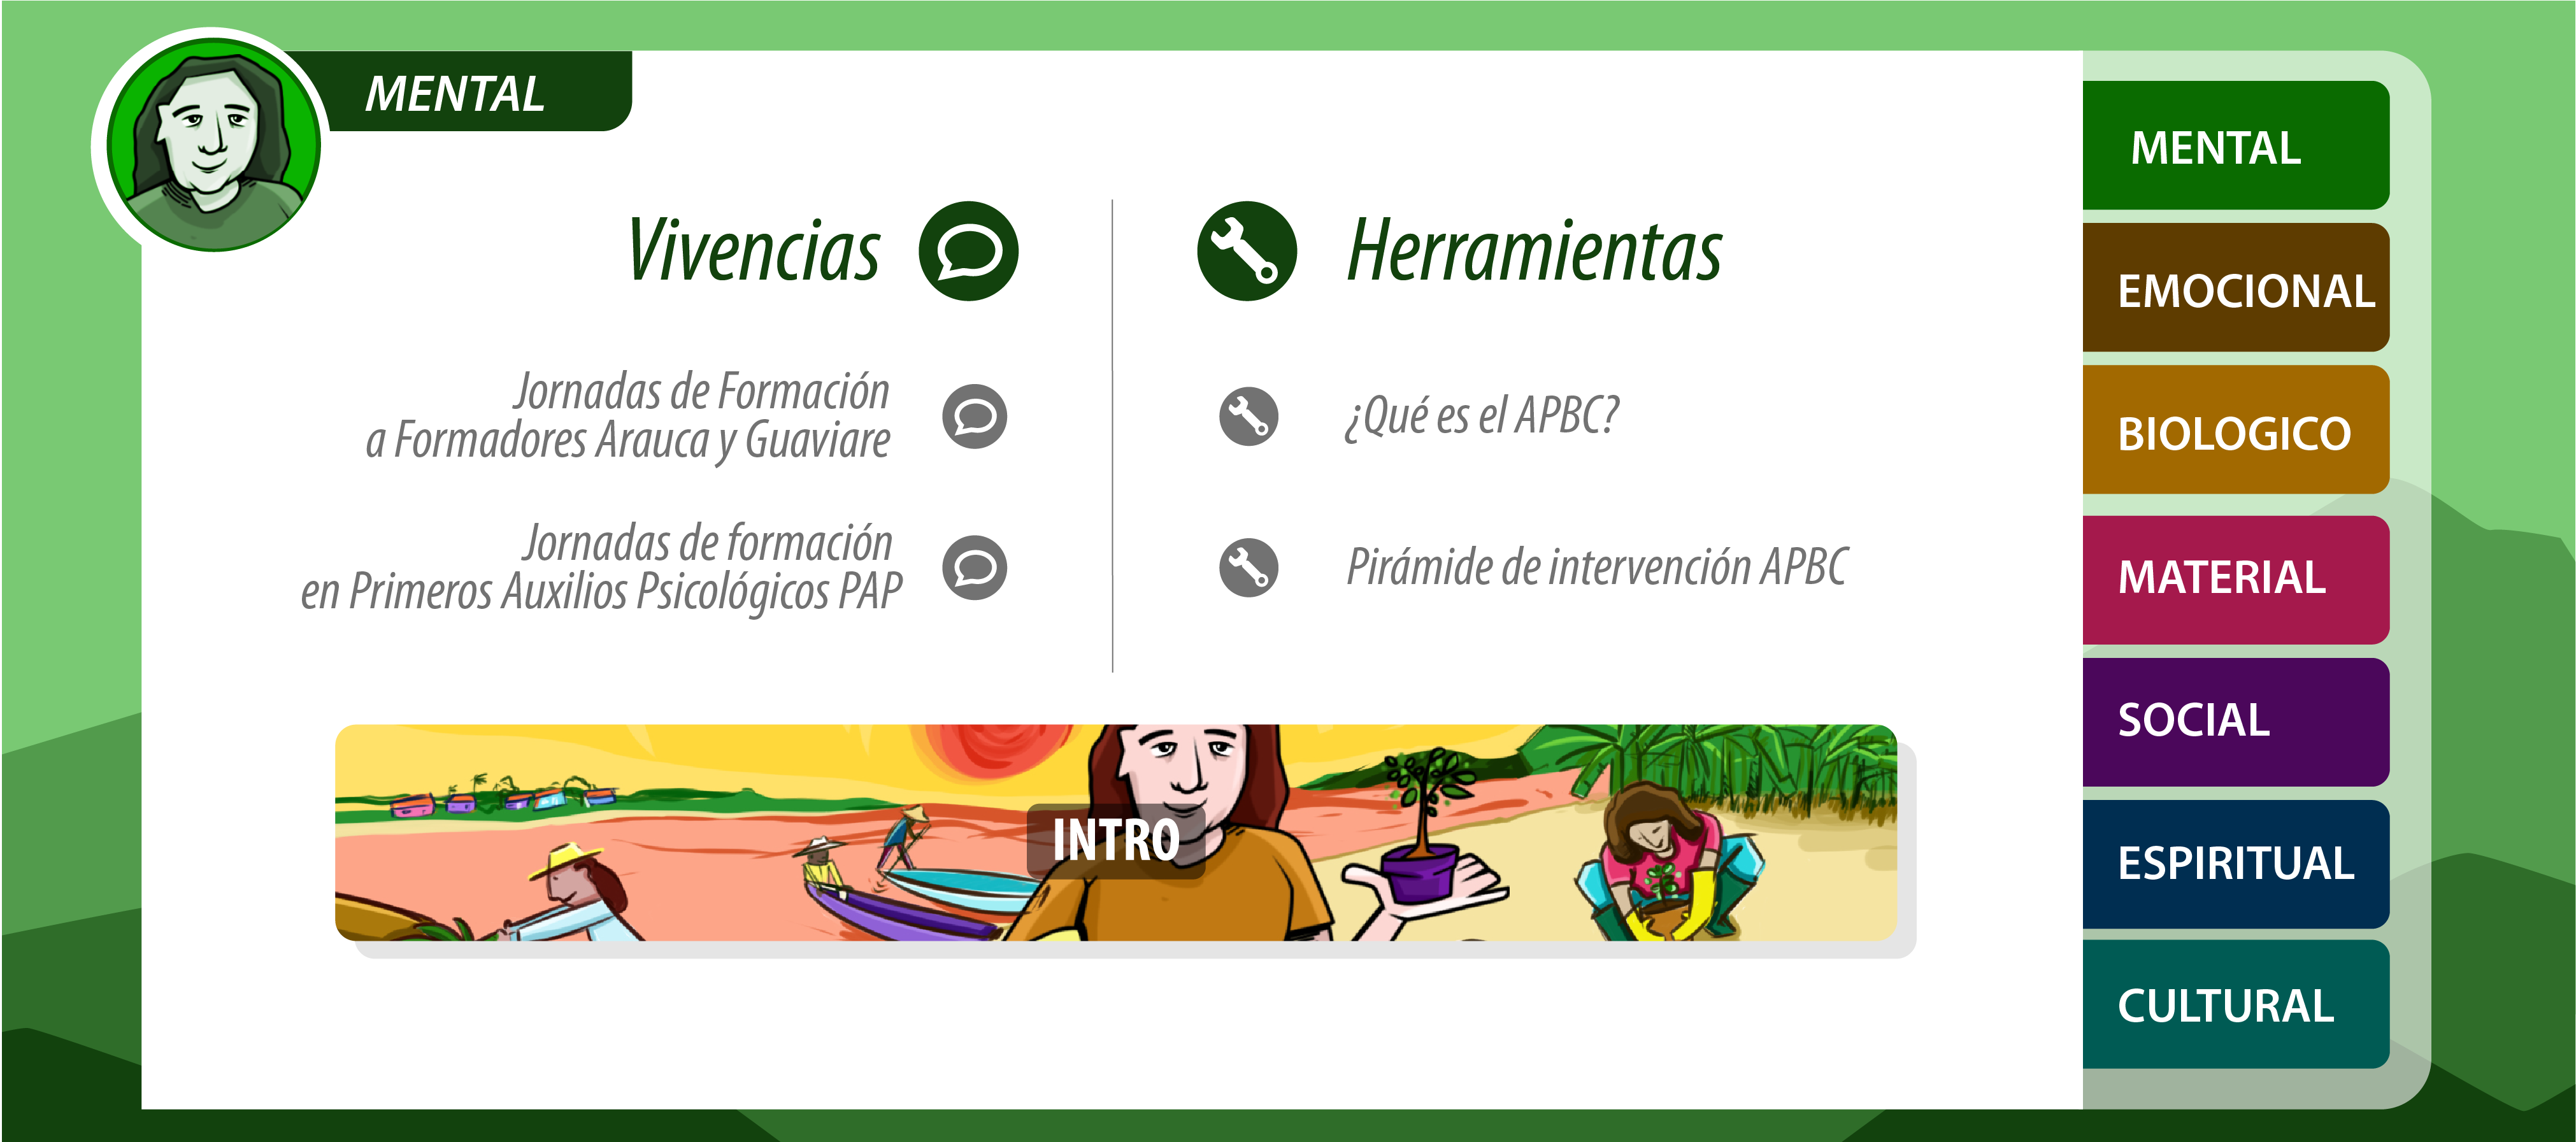 MENTAL
Vivencias
Jornadas de Formación
a Formadores Arauca y Guaviare
Jornadas de formación
en Primeros Auxilios Psicológicos PAP
Herramientas
¿Qué es el APBC?
Pirámide de intervención APBC
INTRO
MENTAL
EMOCIONAL
BIOLOGICO
MATERIAL
SOCIAL
ESPIRITUAL
CULTURAL